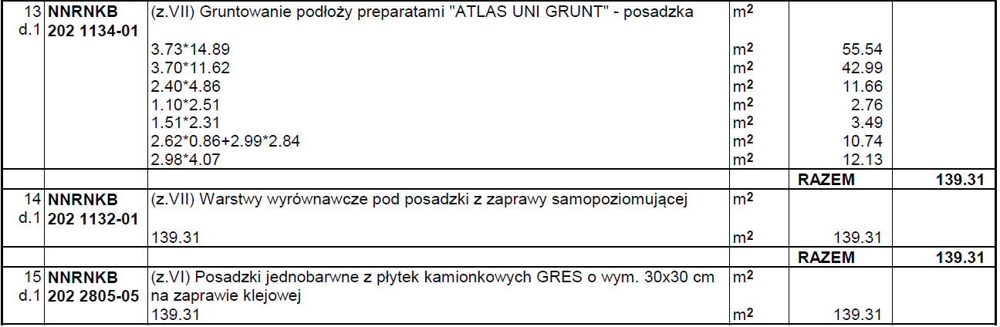 13 NNRNKB (z.VII) Gruntowanie podłoży preparatami "ATLAS UNI GRUNT" - posadzka m2
d.1 202 1134-01
3.73*14.89 m2 55.54
3.70*11.62 m2 42.99
2.40*4.86 m2 11.66
1.10*2.51 m2 2.76
1.51*2.31 m2 3.49
2.62*0.86+2.99*2.84 m2 10.74
2.98*4.07 m2 12.13
RAZEM 139.31
14 NNRNKB (z.VII) Warstwy wyrównawcze pod posadzki z zaprawy samopoziomującej m2
d.1 202 1132-01
139.31 m2 139.31
RAZEM 139.31
15 NNRNKB (z.VI) Posadzki jednobarwne z płytek kamionkowych GRES o wym. 30x30 cm m2
d.1 202 2805-05 na zaprawie klejowej
139.31 m2 139.31